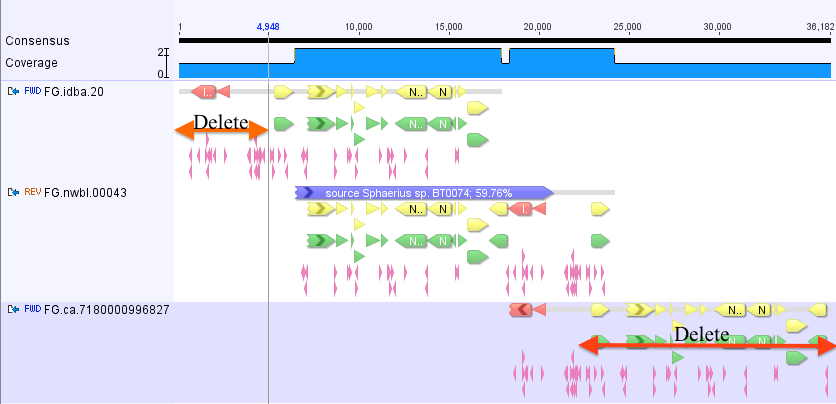 1 4,948 10,000 15,000 20,000 25,000 30,000 36,182
Consensus
2
Coverage
0
FWD FG.idba.20 I.. N.. N
Delete
N.. N
REV FG.nwbl.00043 source Sphaerius sp. BT0074; 59.76%
N.. N I.
N.. N
FWD FG.ca.7180000996827 N.. N
Delete
N.. N